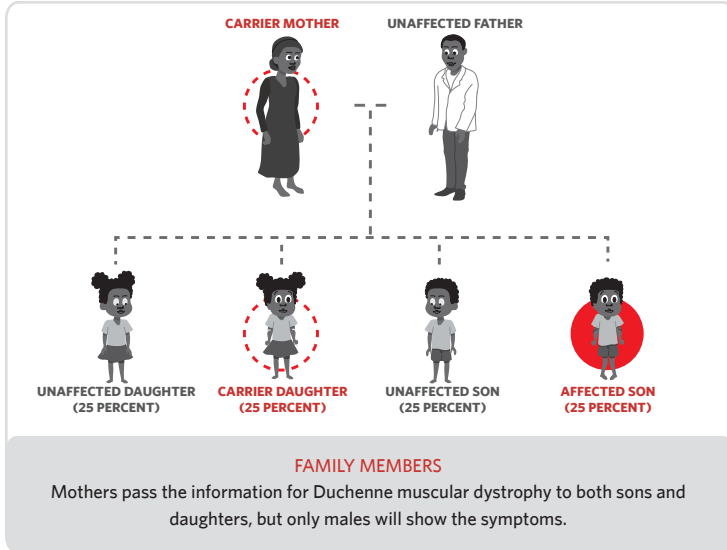 CARRIER MOTHER
UNAFFECTED FATHER
UNAFFECTED DAUGHTER
(25 PERCENT)
CARRIER DAUGHTER
(25 PERCENT)
UNAFFECTED SON
(25 PERCENT)
AFFECTED SON
(25 PERCENT)
FAMILY MEMBERS
Mothers pass the information for Duchenne muscular dystrophy to both sons and
daughters, but only males will show the symptoms.